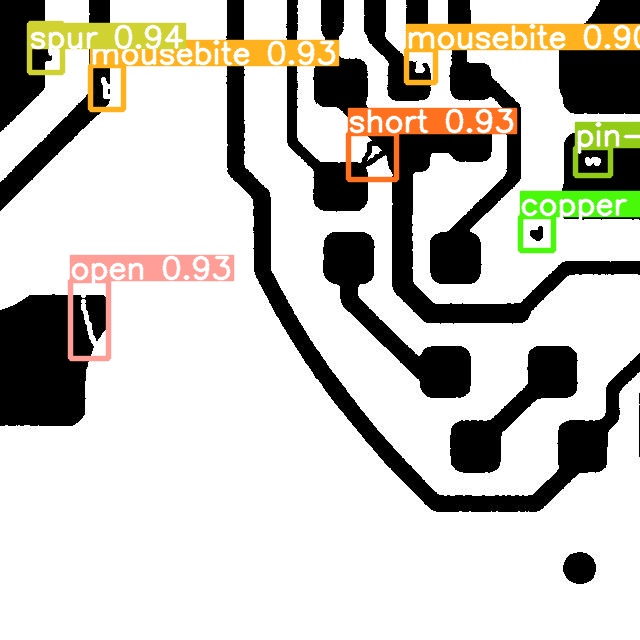 spur 0.94
mousebite 0.93
mousebite 0.90
short 0.93
pin-
copper
open 0.93